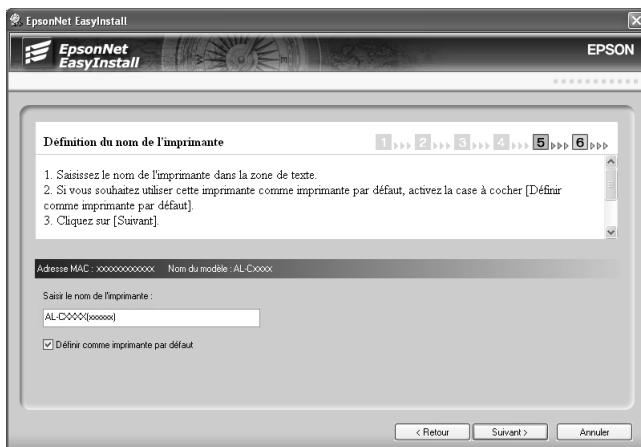 EpsonNet EasyInstall
EpsonNet
EasyInstall
EPSON
Définition du nom de l'imprimante
1 2 3 4 5 6
1. Saisissez le nom de l'imprimante dans la zone de texte.
2. Si vous souhaitez utiliser cette imprimante comme imprimante par défaut, activez la case à cocher [Définir
comme imprimante par défaut].
3. Cliquez sur [Suivant].
Adresse MAC : xxxxxxxxxxxx Nom du modèle : AL-Cxxxx
Saisir le nom de l'imprimante :
AL-CXXXX(xxxxxx)
Définir comme imprimante par défaut
< Retour
Suivant >
Annuler